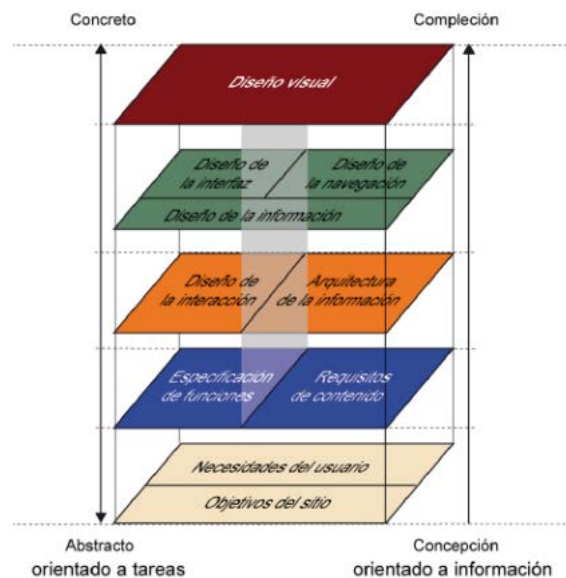 Concreto
Compleción
Diseño visual
Diseño de
la interfaz
Diseño de
la navegación
Diseño de la información
Diseño de
la interacción
Arquitectura
de la información
Especificación
de funciones
Requisitos
de contenido
Necesidades del usuario
Objetivos del sitio
Abstracto
Concepción
orientado a tareas
orientado a información